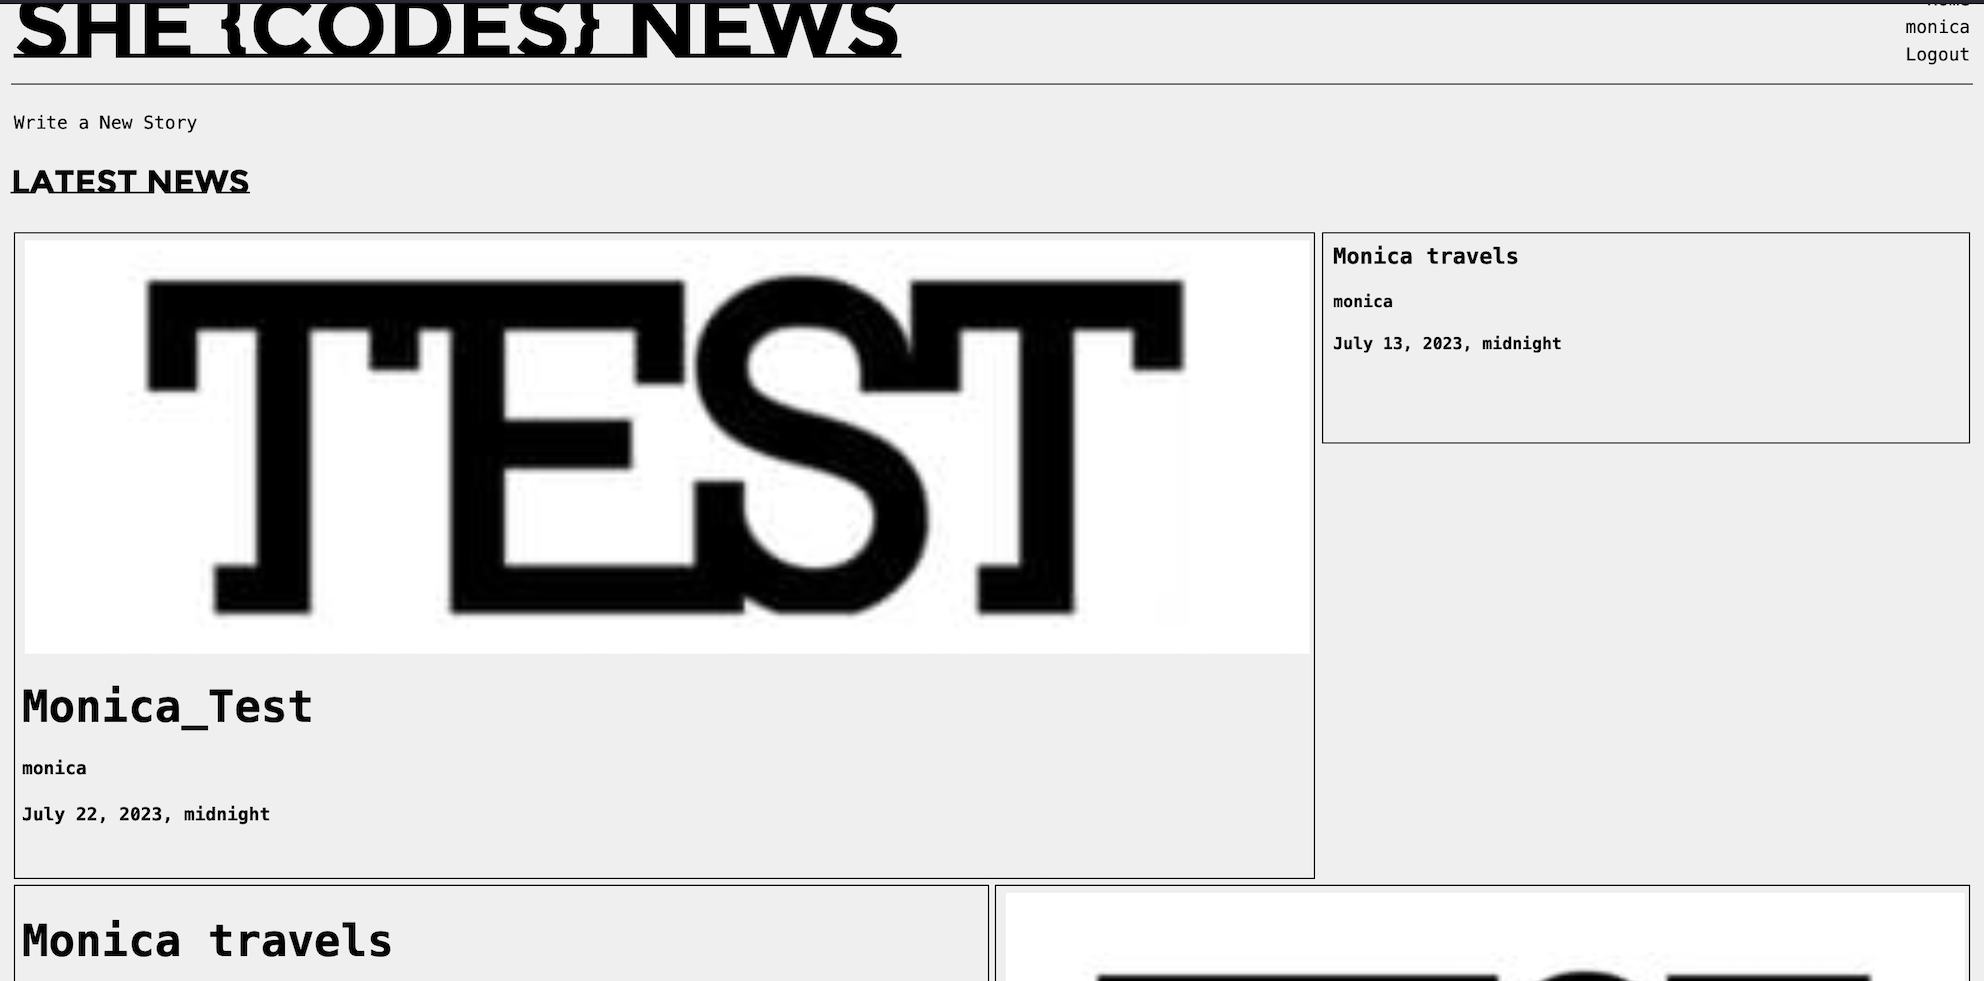 SHE {CODES} NEWS
monica
Logout
Write a New Story
LATEST NEWS
TEST
Monica_Test
monica
July 22, 2023, midnight
Monica travels
monica
July 13, 2023, midnight
Monica travels